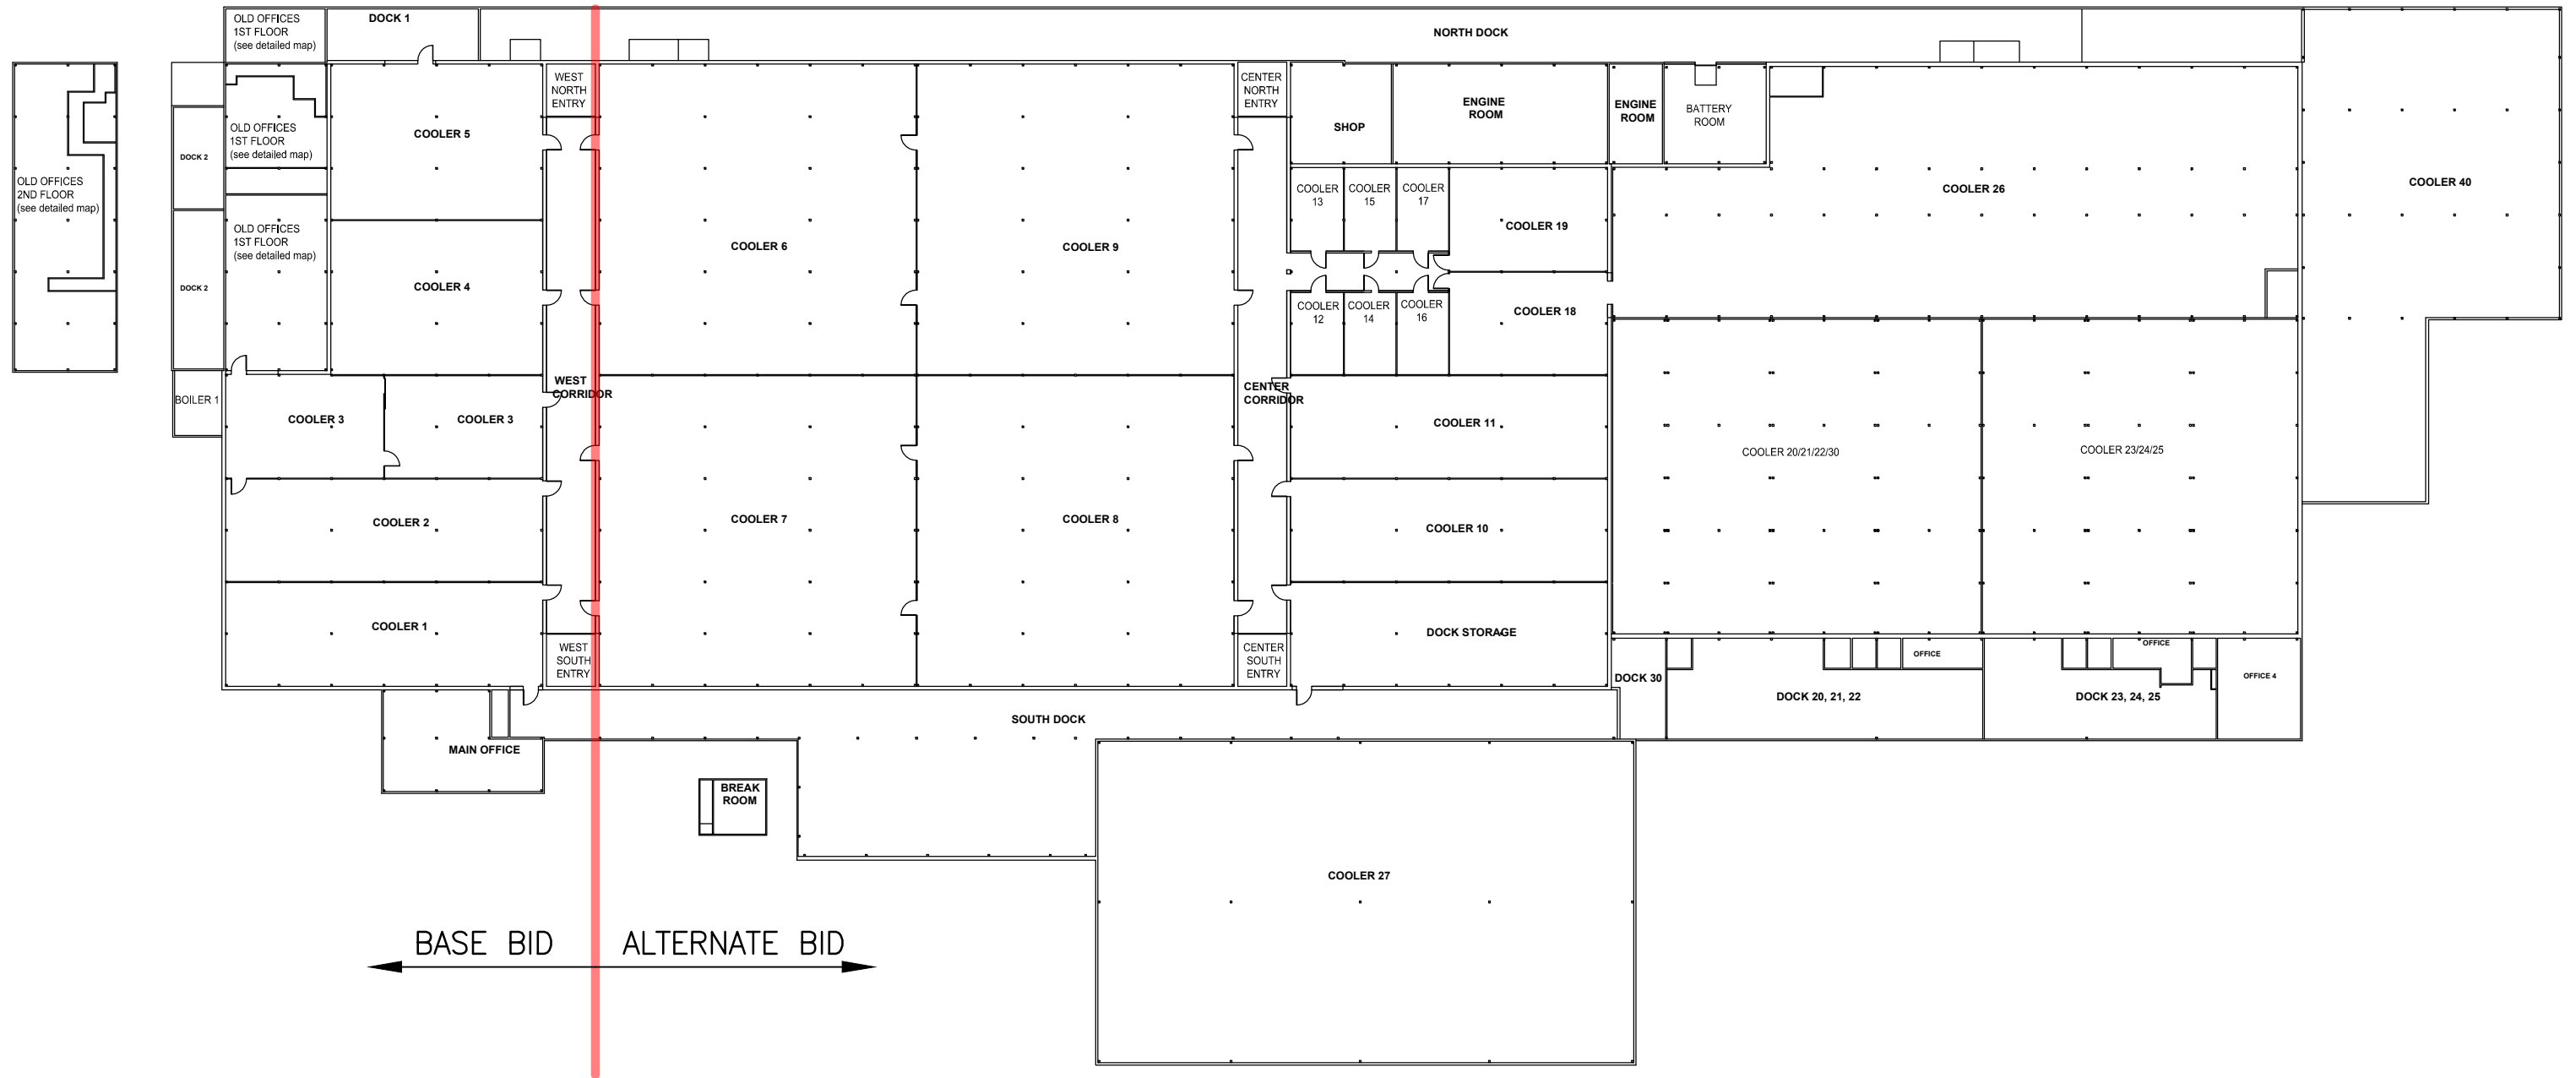 OLD OFFICES
1ST FLOOR
(see detailed map)
DOCK 1
NORTH DOCK
WEST
NORTH
ENTRY
CENTER
NORTH
ENTRY
SHOP
ENGINE
ROOM
ENGINE
ROOM
BATTERY
ROOM
COOLER 5
OLD OFFICES
1ST FLOOR
(see detailed map)
DOCK 2
OLD OFFICES
2ND FLOOR
(see detailed map)
COOLER 13
COOLER 15
COOLER 17
COOLER 26
COOLER 40
OLD OFFICES
1ST FLOOR
(see detailed map)
COOLER 6
COOLER 9
COOLER 19
DOCK 2
COOLER 4
COOLER 12
COOLER 14
COOLER 16
COOLER 18
WEST
CORRIDOR
CENTER
CORRIDOR
BOILER 1
COOLER 3
COOLER 3
COOLER 11
COOLER 20/21/22/30
COOLER 23/24/25
COOLER 2
COOLER 7
COOLER 8
COOLER 10
COOLER 1
DOCK STORAGE
WEST
SOUTH
ENTRY
CENTER
SOUTH
ENTRY
OFFICE
OFFICE
DOCK 30
OFFICE 4
DOCK 20, 21, 22
DOCK 23, 24, 25
SOUTH DOCK
MAIN OFFICE
BREAK
ROOM
COOLER 27
BASE BID
ALTERNATE BID